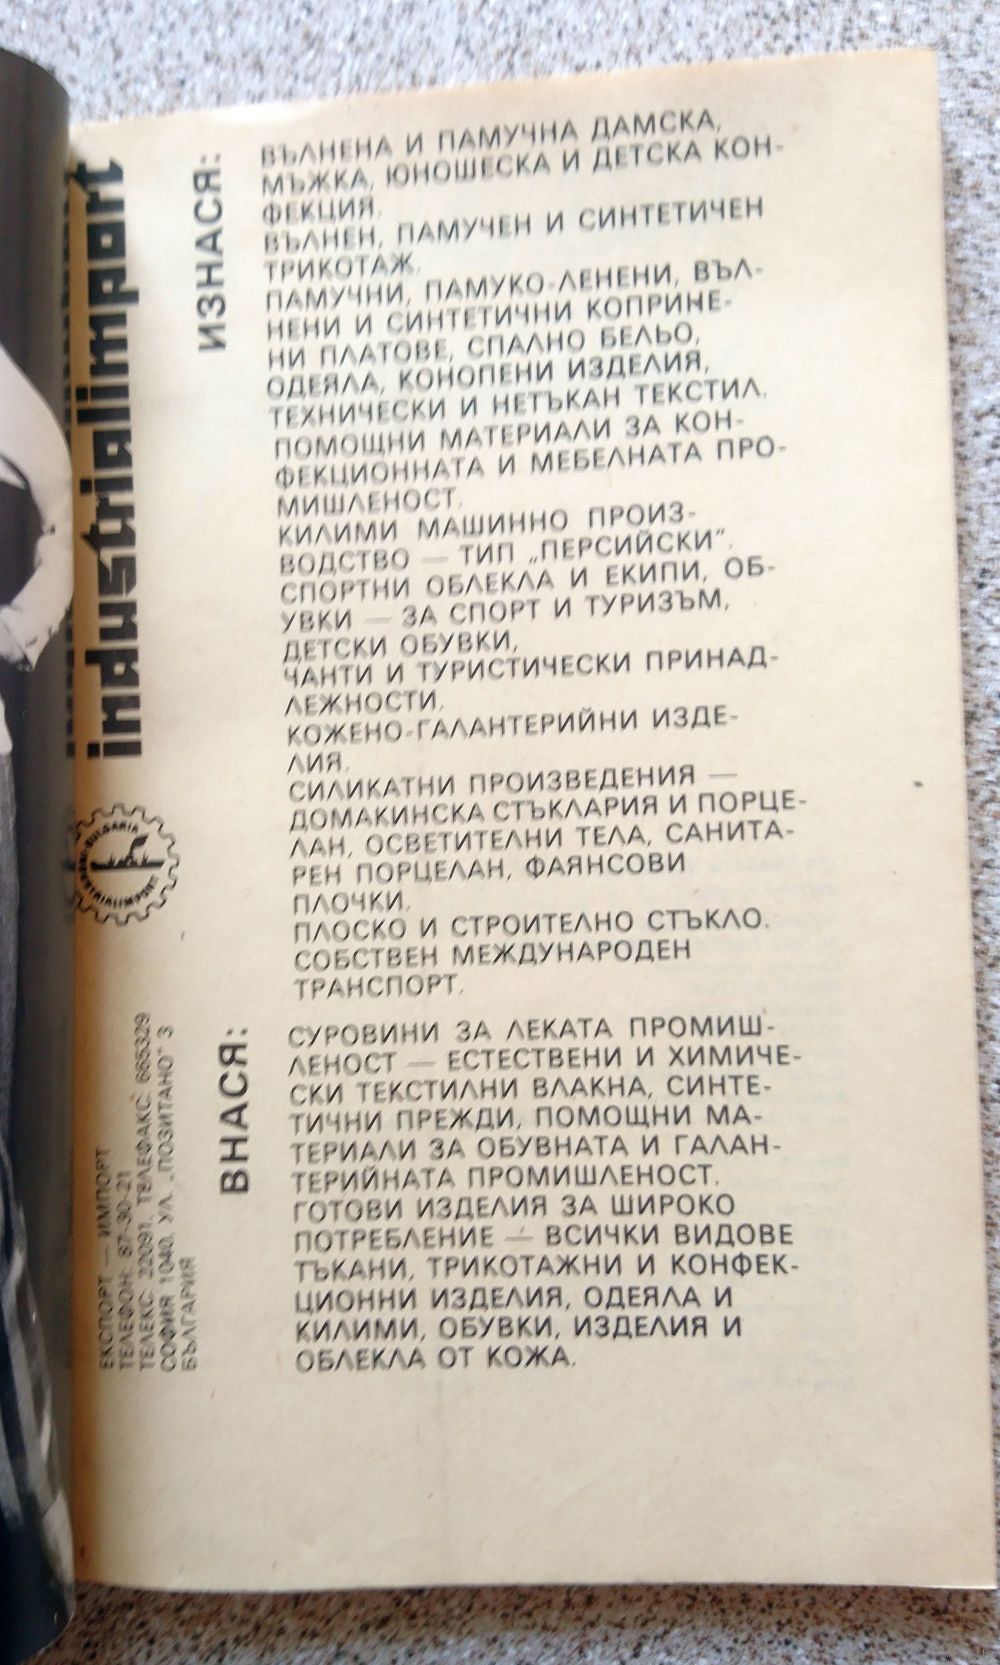 industrialimport
BULGARIA
INDUSTRIALIMPORT
ЕКСПОРТ — ИМПОРТ
ТЕЛЕФОН: 87-30-21
ТЕЛЕКС: 22091, ТЕЛЕФАКС: 665329
СОФИЯ 1040, УЛ. „ПОЗИТАНО" 3
БЪЛГАРИЯ
ИЗНАСЯ:
ВЪЛНЕНА И ПАМУЧНА ДАМСКА,
МЪЖКА, ЮНОШЕСКА И ДЕТСКА КОН-
ФЕКЦИЯ.
ВЪЛНЕН, ПАМУЧЕН И СИНТЕТИЧЕН
ТРИКОТАЖ.
ПАМУЧНИ, ПАМУКО-ЛЕНЕНИ, ВЪЛ-
НЕНИ И СИНТЕТИЧНИ КОПРИНЕ-
НИ ПЛАТОВЕ, СПАЛНО БЕЛЬО,
ОДЕЯЛА, КОНОПЕНИ ИЗДЕЛИЯ,
ТЕХНИЧЕСКИ И НЕТЪКАН ТЕКСТИЛ.
ПОМОЩНИ МАТЕРИАЛИ ЗА КОН-
ФЕКЦИОННАТА И МЕБЕЛНАТА ПРО-
МИШЛЕНОСТ.
КИЛИМИ МАШИННО ПРОИЗ-
ВОДСТВО — ТИП „ПЕРСИЙСКИ".
СПОРТНИ ОБЛЕКЛА И ЕКИПИ, ОБ-
УВКИ — ЗА СПОРТ И ТУРИЗЪМ,
ДЕТСКИ ОБУВКИ,
ЧАНТИ И ТУРИСТИЧЕСКИ ПРИНАД-
ЛЕЖНОСТИ.
КОЖЕНО-ГАЛАНТЕРИЙНИ ИЗДЕ-
ЛИЯ.
СИЛИКАТНИ ПРОИЗВЕДЕНИЯ —
ДОМАКИНСКА СТЪКЛАРИЯ И ПОРЦЕ-
ЛАН, ОСВЕТИТЕЛНИ ТЕЛА, САНИТА-
РЕН ПОРЦЕЛАН, ФАЯНСОВИ
ПЛОЧКИ.
ПЛОСКО И СТРОИТЕЛНО СТЪКЛО.
СОБСТВЕН МЕЖДУНАРОДЕН
ТРАНСПОРТ.
ВНАСЯ:
СУРОВИНИ ЗА ЛЕКАТА ПРОМИШ-
ЛЕНОСТ — ЕСТЕСТВЕНИ И ХИМИЧЕ-
СКИ ТЕКСТИЛНИ ВЛАКНА, СИНТЕ-
ТИЧНИ ПРЕЖДИ, ПОМОЩНИ МА-
ТЕРИАЛИ ЗА ОБУВНАТА И ГАЛАН-
ТЕРИЙНАТА ПРОМИШЛЕНОСТ.
ГОТОВИ ИЗДЕЛИЯ ЗА ШИРОКО
ПОТРЕБЛЕНИЕ — ВСИЧКИ ВИДОВЕ
ТЪКАНИ, ТРИКОТАЖНИ И КОНФЕК-
ЦИОННИ ИЗДЕЛИЯ, ОДЕЯЛА И
КИЛИМИ, ОБУВКИ, ИЗДЕЛИЯ И
ОБЛЕКЛА ОТ КОЖА.